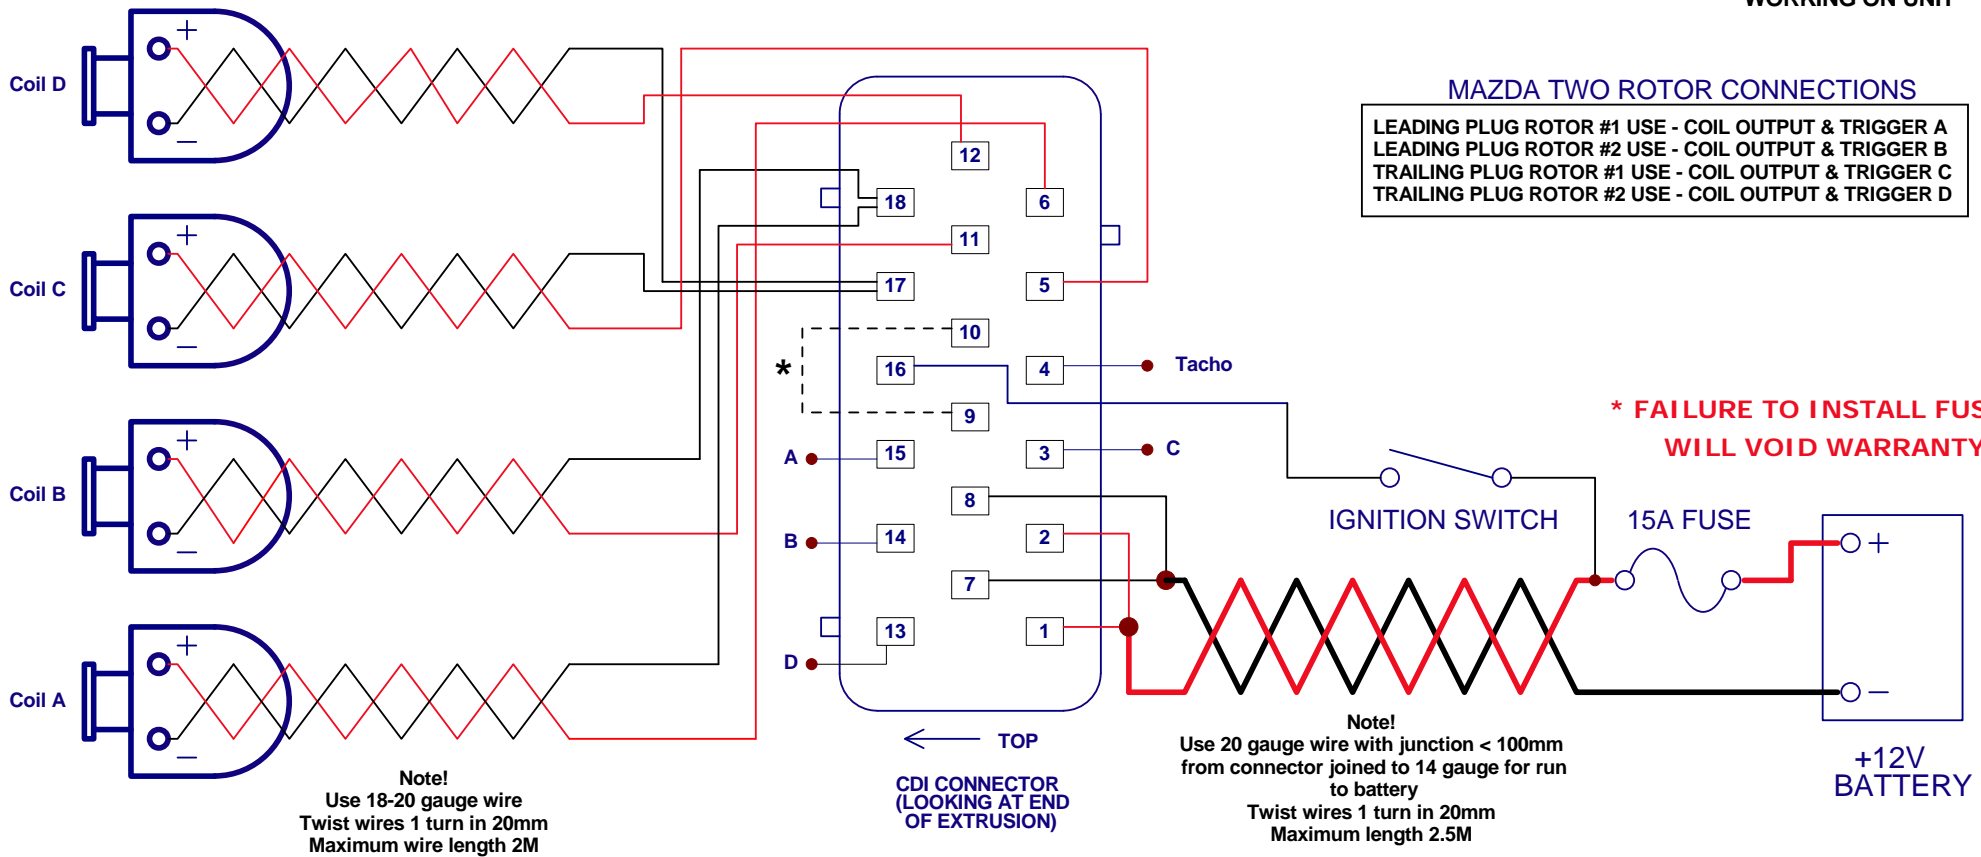 WORKING ON UNIT
MAZDA TWO ROTOR CONNECTIONS
LEADING PLUG ROTOR #1 USE - COIL OUTPUT & TRIGGER A
LEADING PLUG ROTOR #2 USE - COIL OUTPUT & TRIGGER B
TRAILING PLUG ROTOR #1 USE - COIL OUTPUT & TRIGGER C
TRAILING PLUG ROTOR #2 USE - COIL OUTPUT & TRIGGER D
Coil D
+
−
Coil C
+
−
Coil B
+
−
Coil A
+
−
12
18
6
11
17
5
10
*
16
4
Tacho
9
A
15
3
C
8
B
14
2
7
D
13
1
* FAILURE TO INSTALL FUS
WILL VOID WARRANTY
IGNITION SWITCH
15A FUSE
+
−
+12V
BATTERY
TOP
CDI CONNECTOR
(LOOKING AT END
OF EXTRUSION)
Note!
Use 18-20 gauge wire
Twist wires 1 turn in 20mm
Maximum wire length 2M
Note!
Use 20 gauge wire with junction < 100mm
from connector joined to 14 gauge for run
to battery
Twist wires 1 turn in 20mm
Maximum length 2.5M